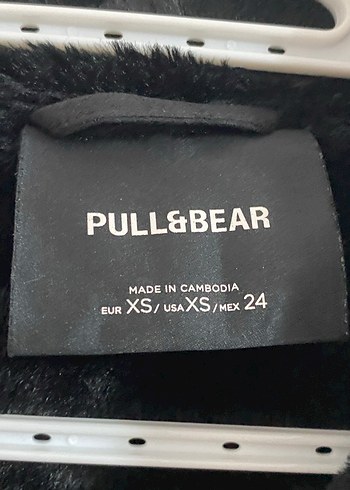 PULL&BEAR
MADE IN CAMBODIA
EUR XS/ USA XS /MEX 24